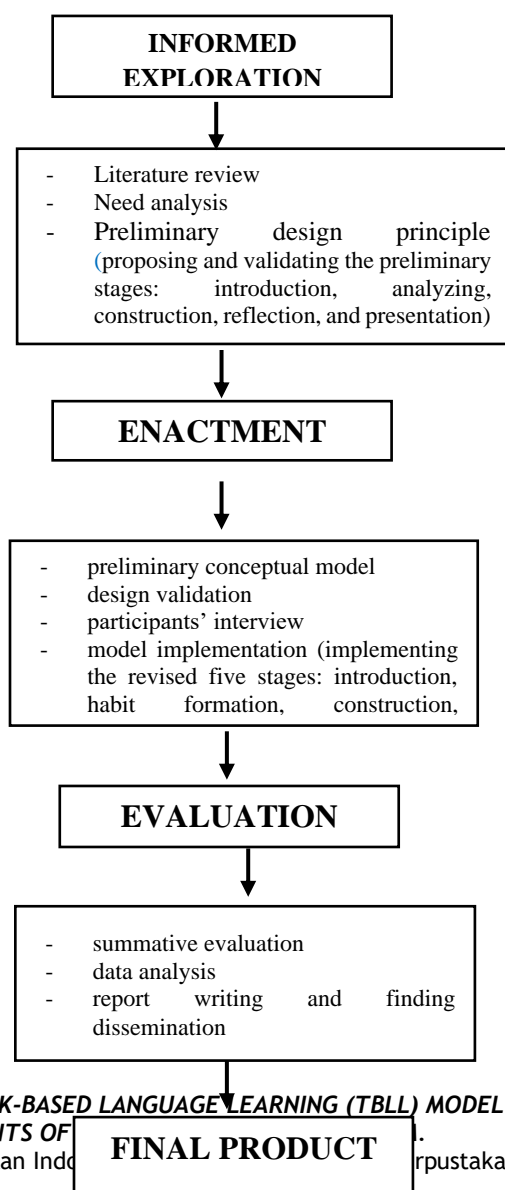 INFORMED
EXPLORATION
- Literature review
- Need analysis
- Preliminary design principle
(proposing and validating the preliminary
stages: introduction, analyzing,
construction, reflection, and presentation)
ENACTMENT
- preliminary conceptual model
- design validation
- participants’ interview
- model implementation (implementing
the revised five stages: introduction,
habit formation, construction,
EVALUATION
- summative evaluation
- data analysis
- report writing and finding
dissemination
K-BASED LANGUAGE LEARNING (TBLL) MODEL
ITS OF
FINAL PRODUCT
an Indo rpustaka